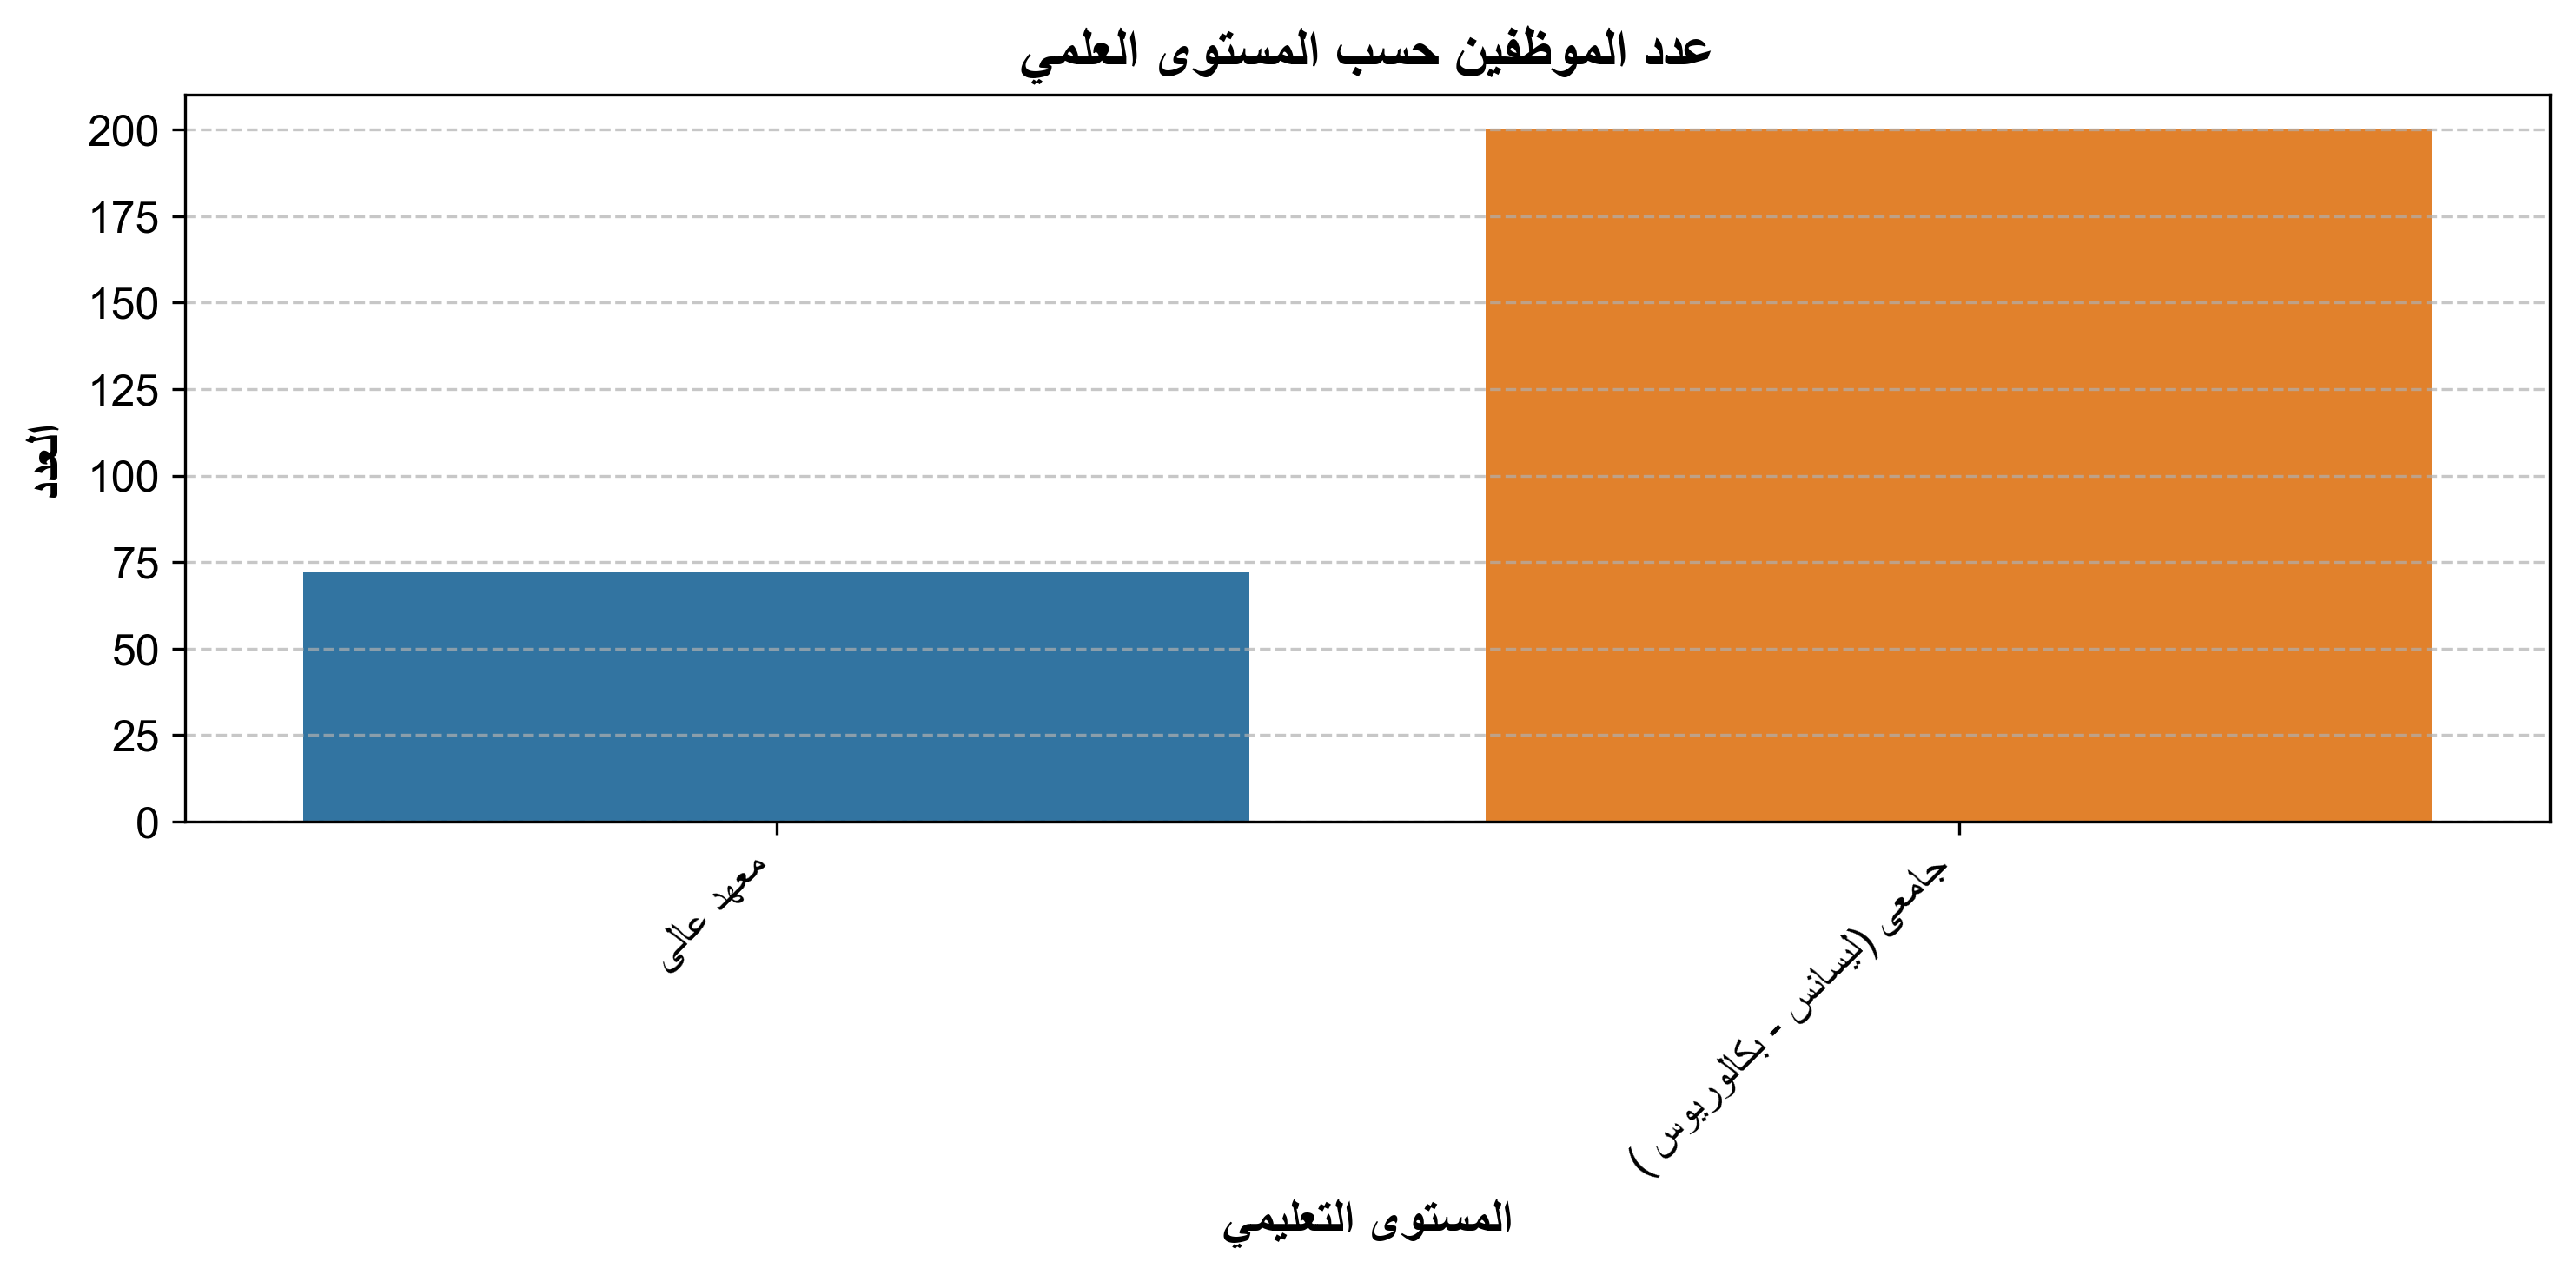 عدد الموظفين حسب المستوى العلمي
العدد
200
175
150
125
100
75
50
25
0
معهد عالى
جامعى (ليسانس - بكالوريوس )
المستوى التعليمي